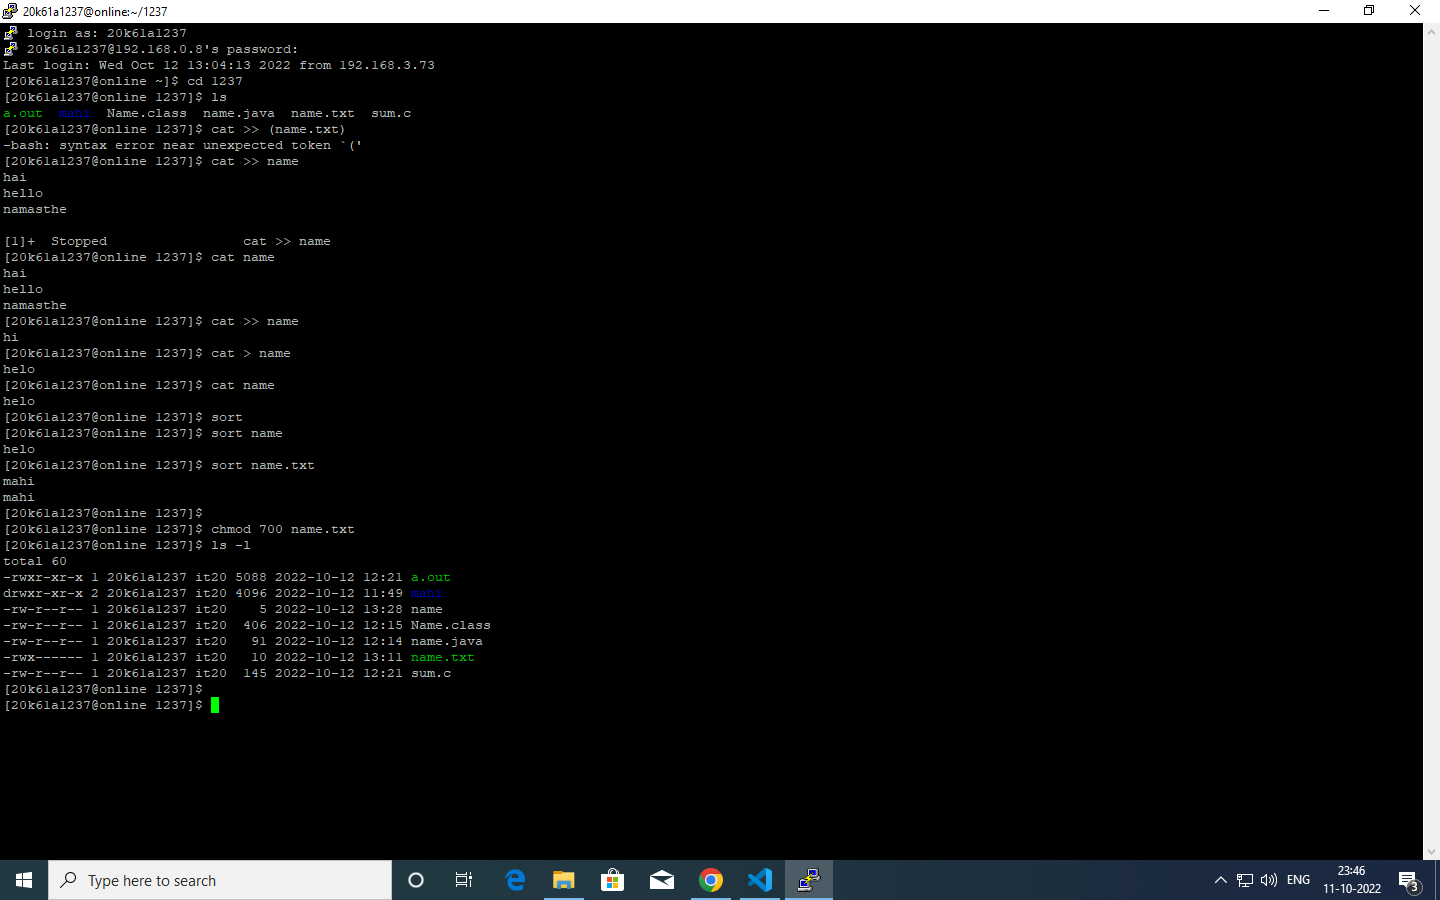 20k61a1237@online:~/1237
login as: 20k61a1237
20k61a1237@192.168.0.8's password:
Last login: Wed Oct 12 13:04:13 2022 from 192.168.3.73
[20k61a1237@online ~]$ cd 1237
[20k61a1237@online 1237]$ ls
a.out  mahi  Name.class  name.java  name.txt  sum.c
[20k61a1237@online 1237]$ cat >> (name.txt)
-bash: syntax error near unexpected token `('
[20k61a1237@online 1237]$ cat >> name
hai
hello
namasthe
[1]+  Stopped                 cat >> name
[20k61a1237@online 1237]$ cat name
hai
hello
namasthe
[20k61a1237@online 1237]$ cat >> name
hi
[20k61a1237@online 1237]$ cat > name
helo
[20k61a1237@online 1237]$ cat name
helo
[20k61a1237@online 1237]$ sort
[20k61a1237@online 1237]$ sort name
helo
[20k61a1237@online 1237]$ sort name.txt
mahi
mahi
[20k61a1237@online 1237]$
[20k61a1237@online 1237]$ chmod 700 name.txt
[20k61a1237@online 1237]$ ls -l
total 60
-rwxr-xr-x 1 20k61a1237 it20 5088 2022-10-12 12:21 a.out
drwxr-xr-x 2 20k61a1237 it20 4096 2022-10-12 11:49 mahi
-rw-r--r-- 1 20k61a1237 it20    5 2022-10-12 13:28 name
-rw-r--r-- 1 20k61a1237 it20  406 2022-10-12 12:15 Name.class
-rw-r--r-- 1 20k61a1237 it20   91 2022-10-12 12:14 name.java
-rwx------ 1 20k61a1237 it20   10 2022-10-12 13:11 name.txt
-rw-r--r-- 1 20k61a1237 it20  145 2022-10-12 12:21 sum.c
[20k61a1237@online 1237]$
[20k61a1237@online 1237]$
Type here to search
ENG
23:46
11-10-2022
3